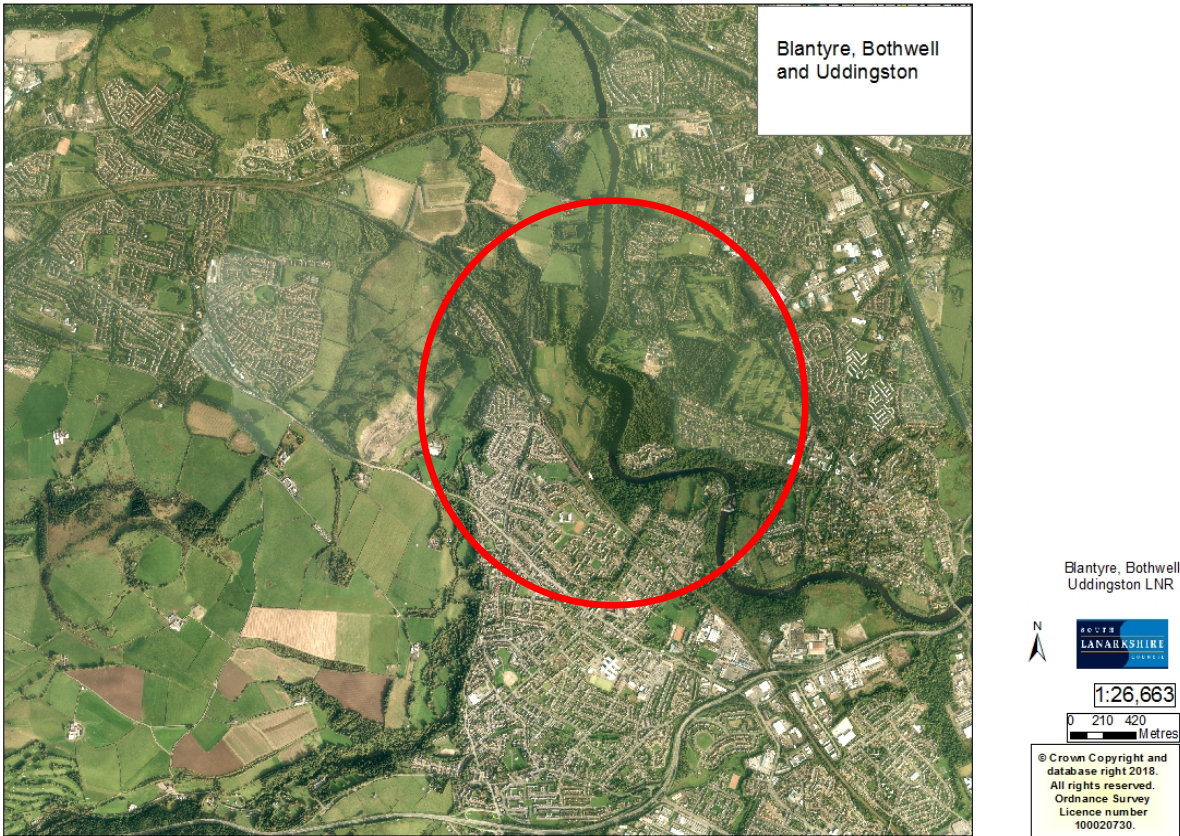 Blantyre, Bothwell
and Uddingston
Blantyre, Bothwell
Uddingston LNR
N
SOUTH
LANARKSHIRE
COUNCIL
1:26,663
0 210 420
Metres
© Crown Copyright and
database right 2018.
All rights reserved.
Ordnance Survey
Licence number
100020730.